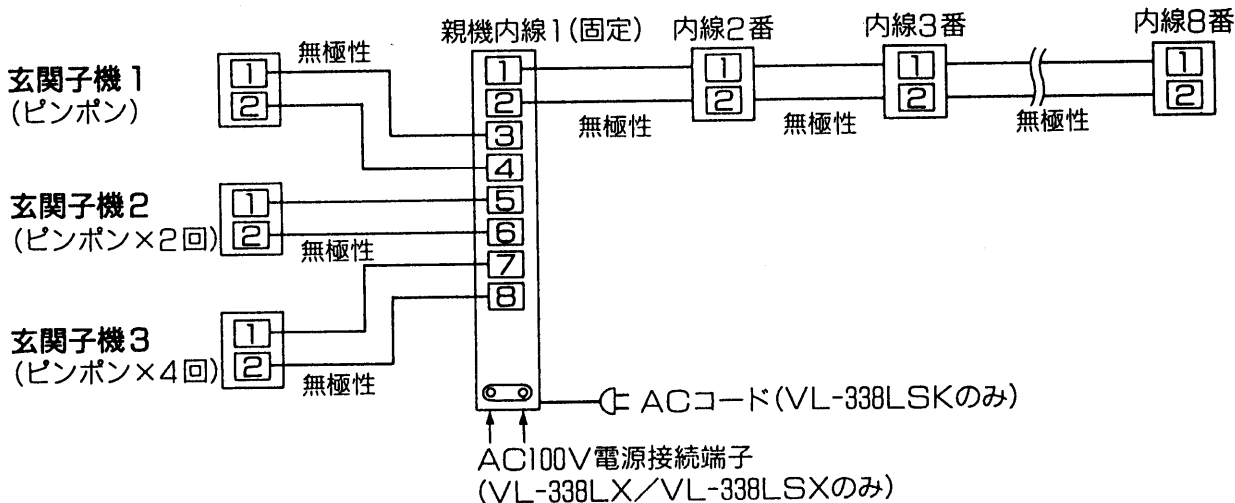 親機内線1(固定)
内線2番
内線3番
内線8番
玄関子機1
(ピンポン)
無極性
1
2
1
2
3
4
5
6
7
8
1
2
1
2
1
2
無極性
無極性
無極性
玄関子機2
(ピンポン×2回)
1
2
無極性
玄関子機3
(ピンポン×4回)
1
2
無極性
ACコード(VL-338LSKのみ)
AC100V電源接続端子
(VL-338LX/VL-338LSXのみ)